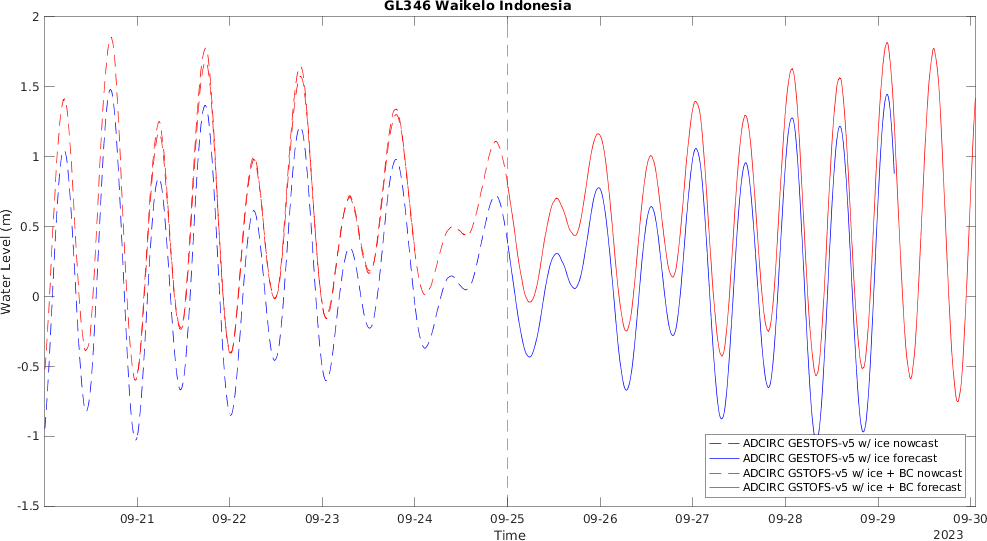 GL346 Waikelo Indonesia
2
1.5
1
0.5
0
-0.5
-1
-1.5
Water Level (m)
ADCIRC GESTOFS-v5 w/ ice nowcast
ADCIRC GESTOFS-v5 w/ ice forecast
ADCIRC GSTOFS-v5 w/ ice + BC nowcast
ADCIRC GSTOFS-v5 w/ ice + BC forecast
09-21 09-22 09-23 09-24 09-25 09-26 09-27 09-28 09-29 09-30
Time
2023